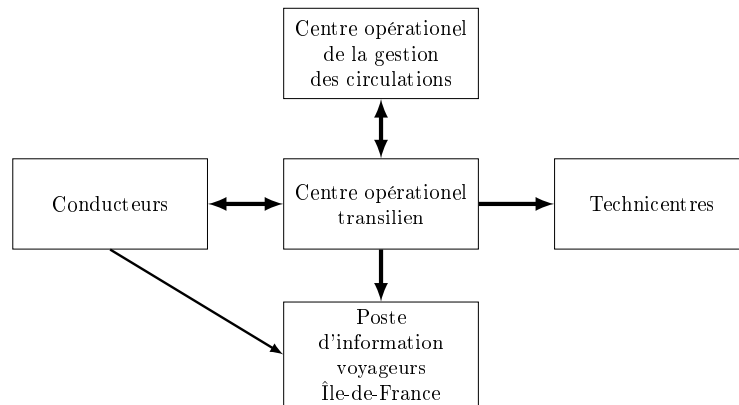 Centre opérationel
de la gestion
des circulations
Conducteurs
Centre opérationel
transilien
Technicentres
Poste
d'information
voyageurs
Île-de-France